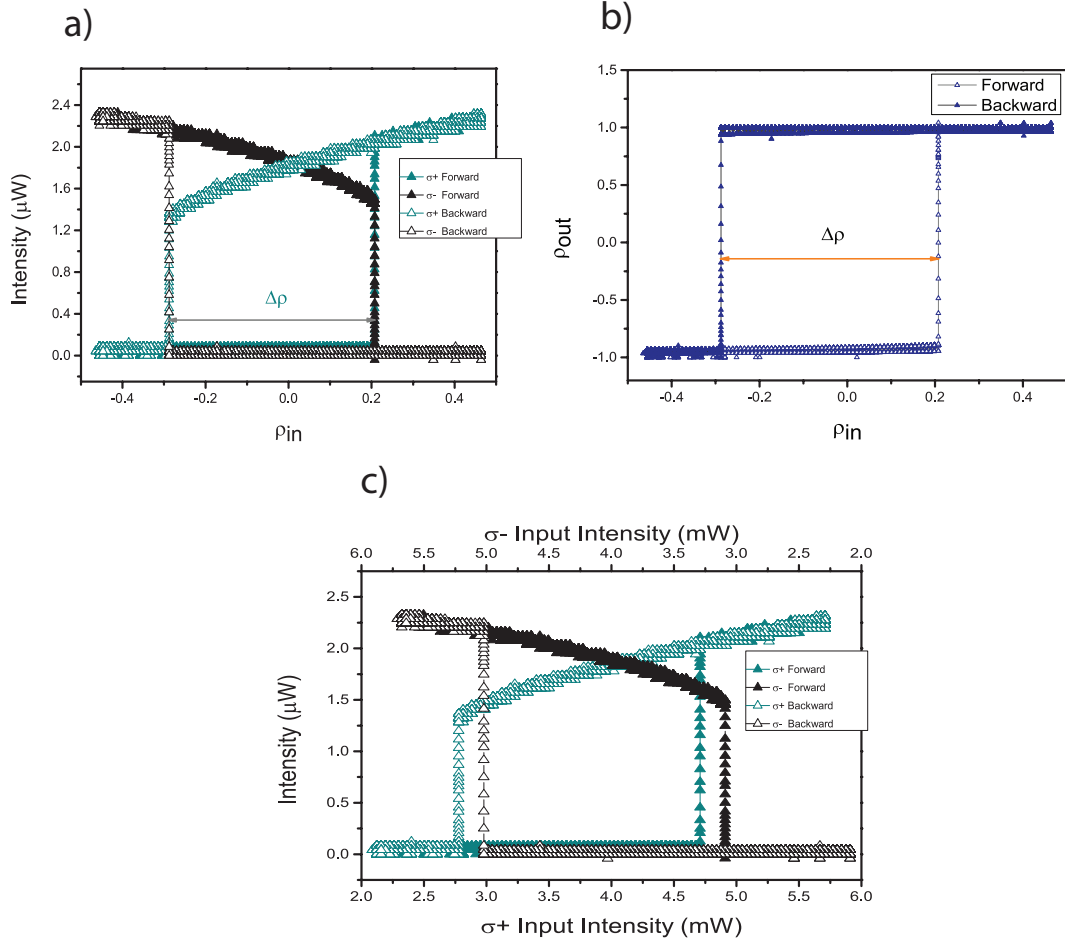 a)
Intensity (μW)
2.4
2.0
1.6
1.2
0.8
0.4
0.0
-0.4
-0.2
0.0
0.2
0.4
ρin
σ+ Forward
σ- Forward
σ+ Backward
σ- Backward
Δρ
b)
ρout
1.5
1.0
0.5
0.0
-0.5
-1.0
-0.4
-0.2
0.0
0.2
0.4
ρin
Forward
Backward
Δρ
c)
σ- Input Intensity (mW)
6.0 5.5 5.0 4.5 4.0 3.5 3.0 2.5 2.0
Intensity (μW)
2.5
2.0
1.5
1.0
0.5
0.0
σ+ Forward
σ- Forward
σ+ Backward
σ- Backward
2.0 2.5 3.0 3.5 4.0 4.5 5.0 5.5 6.0
σ+ Input Intensity (mW)